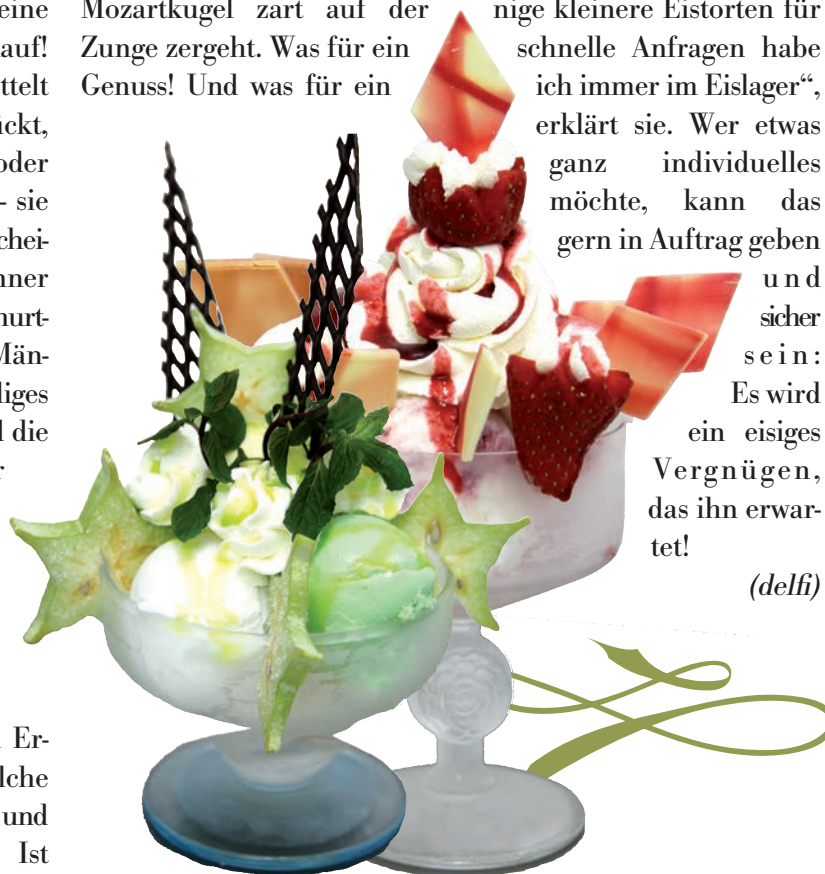 eine
auf!
ttelt
ückt,
oder
- sie
chei-
nner
hurt-
Män-
liges
die
r
Er-
lche
und
Ist
Mozartkugel zart auf der
Zunge zergeht. Was für ein
Genuss! Und was für ein
nige kleinere Eistorten für
schnelle Anfragen habe
ich immer im Eislager“,
erklärt sie. Wer etwas
ganz individuelles
möchte, kann das
gern in Auftrag geben
und
sicher
sein:
Es wird
ein eisiges
Vergnügen,
das ihn erwar-
tet!
(delfi)